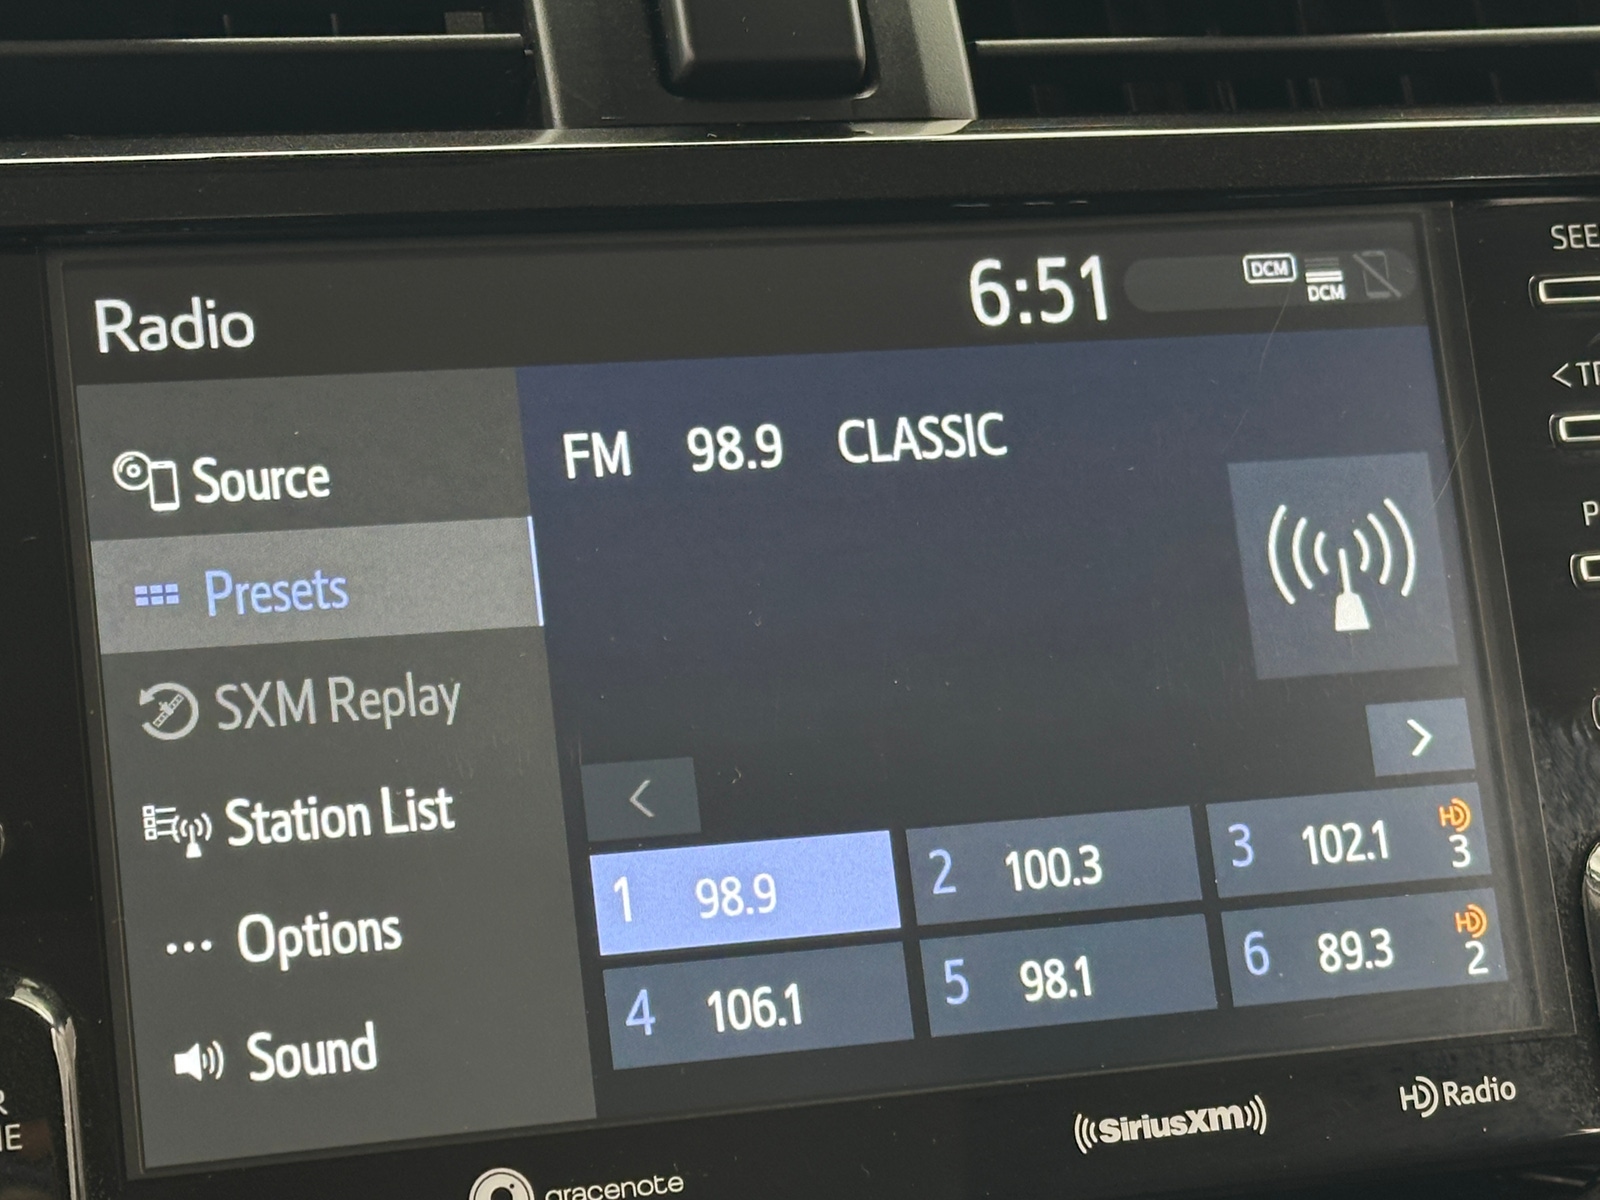 Radio
6:51
DCM
DCM
Source
Presets
SXM Replay
Station List
Options
Sound
FM 98.9 CLASSIC
<
>
1 98.9
2 100.3
3 102.1 HD 3
4 106.1
5 98.1
6 89.3 HD 2
gracenote
SiriusXM
HD Radio